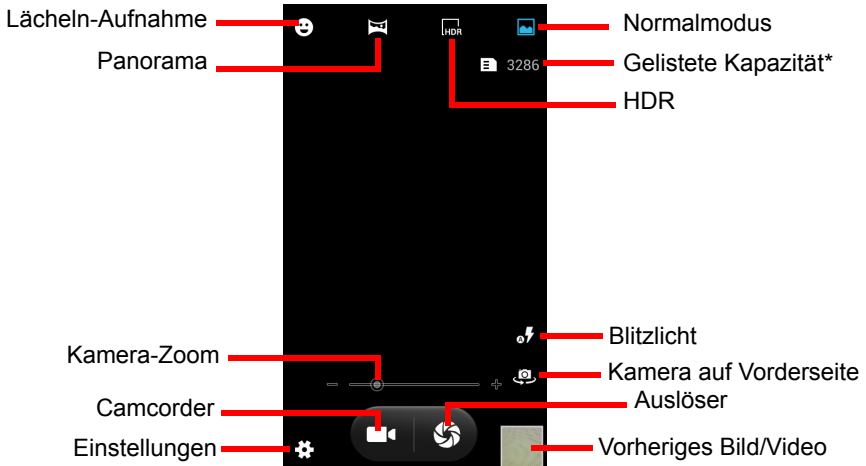 Lächeln-Aufnahme
Normalmodus
HDR
Panorama
3286
Gelistete Kapazität*
HDR
Blitzlicht
Kamera-Zoom
Kamera auf Vorderseite
Camcorder
Auslöser
Einstellungen
Vorheriges Bild/Video